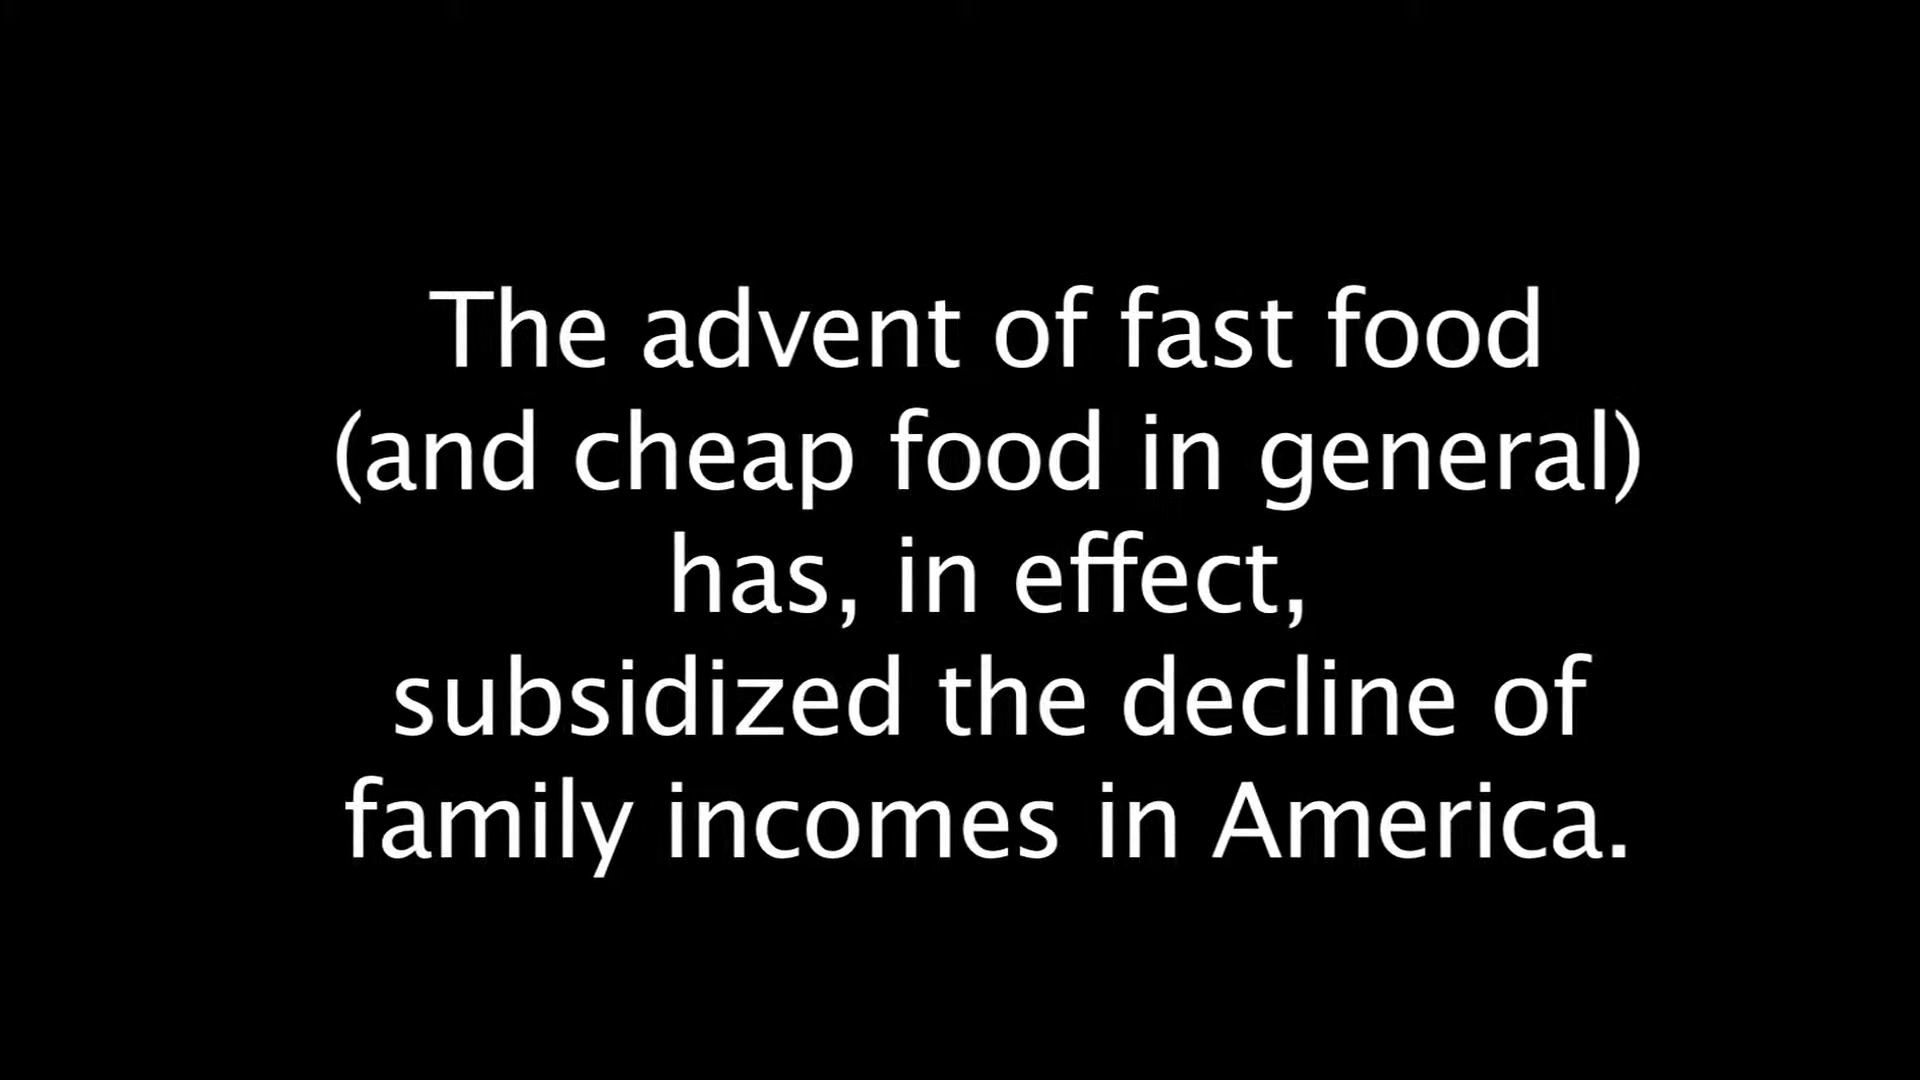 The advent of fast food
(and cheap food in general)
has, in effect,
subsidized the decline of
family incomes in America.